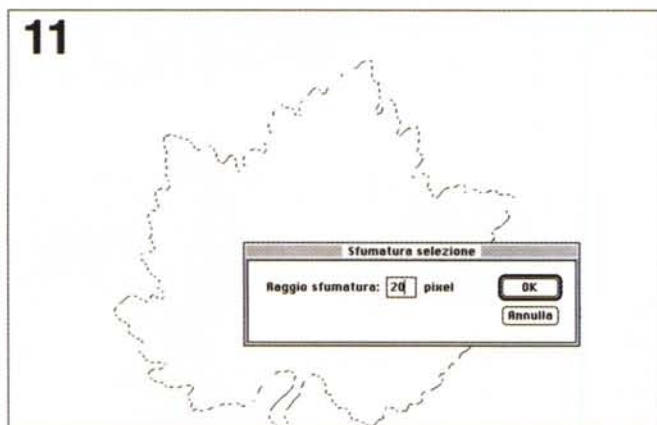 11
Sfumatura selezione
Raggio sfumatura: 20 pixel
OK
Annulla